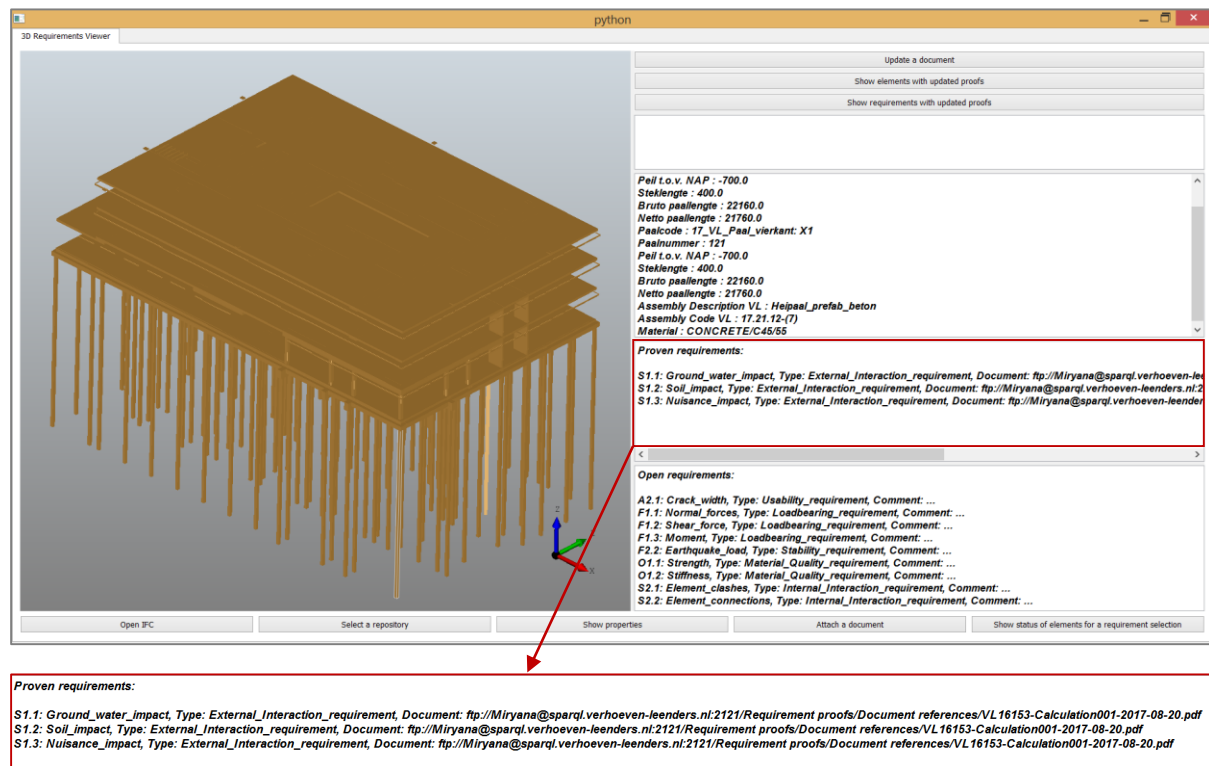 python
3D Requirements Viewer
Update a document
Show elements with updated proofs
Show requirements with updated proofs
Peil t.o.v. NAP : -700.0
Steklengte : 400.0
Bruto paallengte : 22160.0
Netto paallengte : 21760.0
Paalcode : 17_VL_Paal_vierkant: X1
Paalnummer : 121
Peil t.o.v. NAP : -700.0
Steklengte : 400.0
Bruto paallengte : 22160.0
Netto paallengte : 21760.0
Assembly Description VL : Heipaal_prefab_beton
Assembly Code VL : 17.21.12-(7)
Material : CONCRETE/C45/55
Proven requirements:
S1.1: Ground_water_impact, Type: External_Interaction_requirement, Document: ftp://Miryana@sparql.verhoeven-lee
S1.2: Soil_impact, Type: External_Interaction_requirement, Document: ftp://Miryana@sparql.verhoeven-leenders.nl:2
S1.3: Nuisance_impact, Type: External_Interaction_requirement, Document: ftp://Miryana@sparql.verhoeven-leender
Open requirements:
A2.1: Crack_width, Type: Usability_requirement, Comment: ...
F1.1: Normal_forces, Type: Loadbearing_requirement, Comment: ...
F1.2: Shear_force, Type: Loadbearing_requirement, Comment: ...
F1.3: Moment, Type: Loadbearing_requirement, Comment: ...
F2.2: Earthquake_load, Type: Stability_requirement, Comment: ...
O1.1: Strength, Type: Material_Quality_requirement, Comment: ...
O1.2: Stiffness, Type: Material_Quality_requirement, Comment: ...
S2.1: Element_clashes, Type: Internal_Interaction_requirement, Comment: ...
S2.2: Element_connections, Type: Internal_Interaction_requirement, Comment: ...
Z
X
Open IFC
Select a repository
Show properties
Attach a document
Show status of elements for a requirement selection
Proven requirements:
S1.1: Ground_water_impact, Type: External_Interaction_requirement, Document: ftp://Miryana@sparql.verhoeven-leenders.nl:2121/Requirement proofs/Document references/VL16153-Calculation001-2017-08-20.pdf
S1.2: Soil_impact, Type: External_Interaction_requirement, Document: ftp://Miryana@sparql.verhoeven-leenders.nl:2121/Requirement proofs/Document references/VL16153-Calculation001-2017-08-20.pdf
S1.3: Nuisance_impact, Type: External_Interaction_requirement, Document: ftp://Miryana@sparql.verhoeven-leenders.nl:2121/Requirement proofs/Document references/VL16153-Calculation001-2017-08-20.pdf